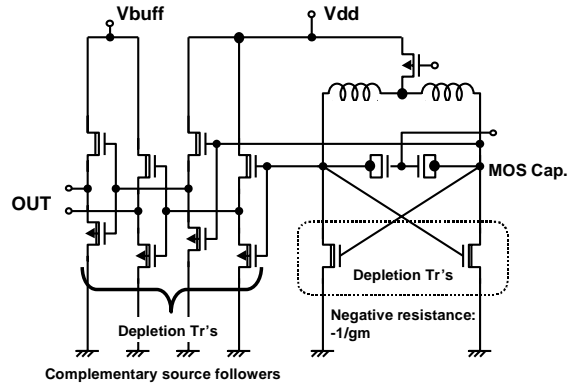 Vbuff
Vdd
MOS Cap.
OUT
Depletion Tr's
Depletion Tr's
Negative resistance:
-1/gm
Complementary source followers